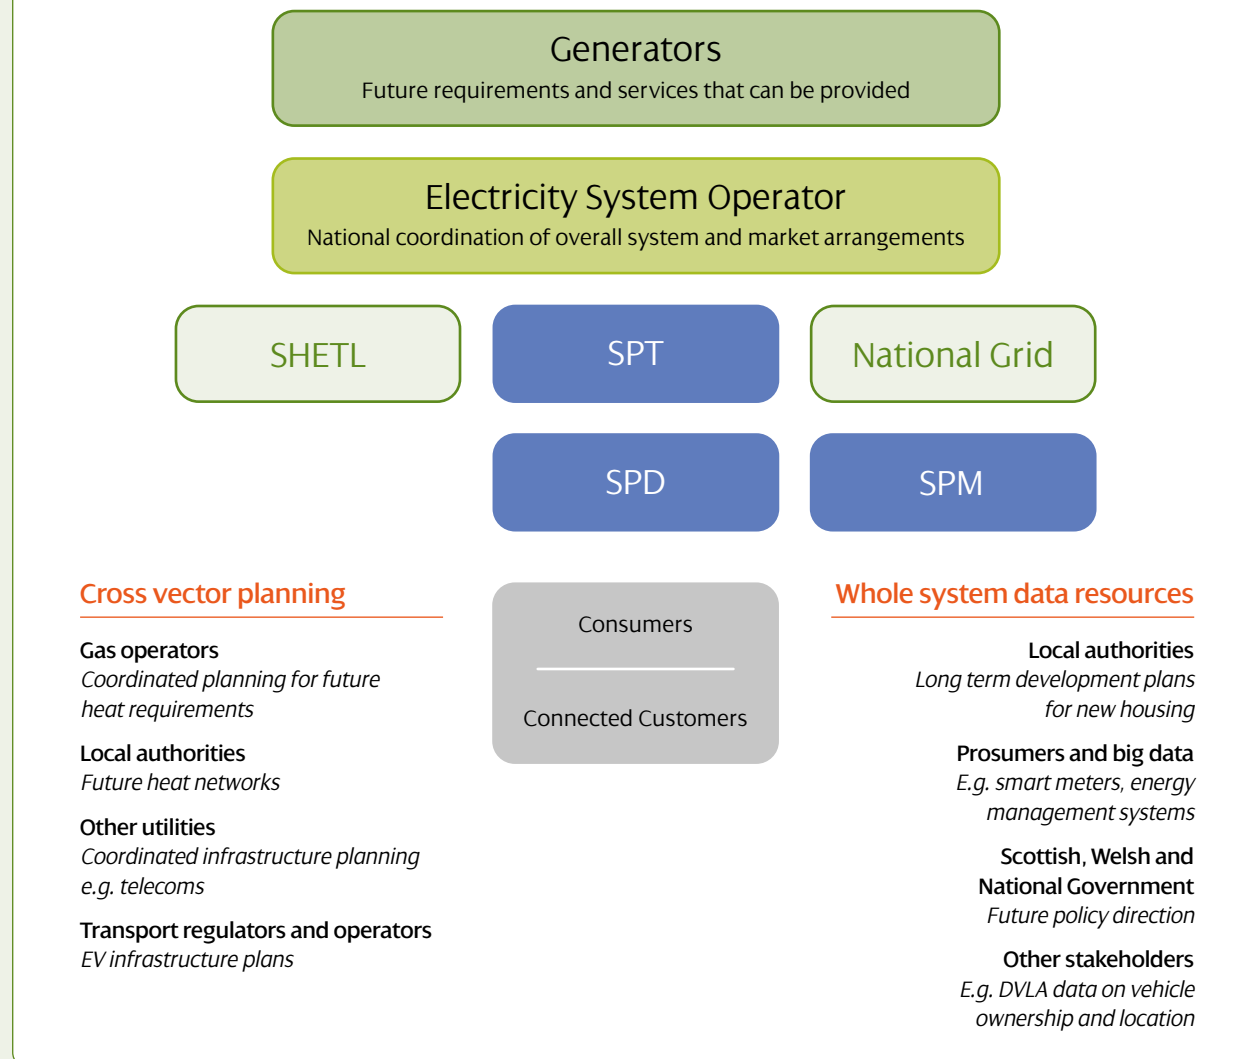 Generators
Future requirements and services that can be provided
Electricity System Operator
National coordination of overall system and market arrangements
SHETL
SPT
National Grid
SPD
SPM
Cross vector planning
Gas operators
Coordinated planning for future
heat requirements
Local authorities
Future heat networks
Other utilities
Coordinated infrastructure planning
e.g. telecoms
Transport regulators and operators
EV infrastructure plans
Consumers
Connected Customers
Whole system data resources
Local authorities
Long term development plans
for new housing
Prosumers and big data
E.g. smart meters, energy
management systems
Scottish, Welsh and
National Government
Future policy direction
Other stakeholders
E.g. DVLA data on vehicle
ownership and location